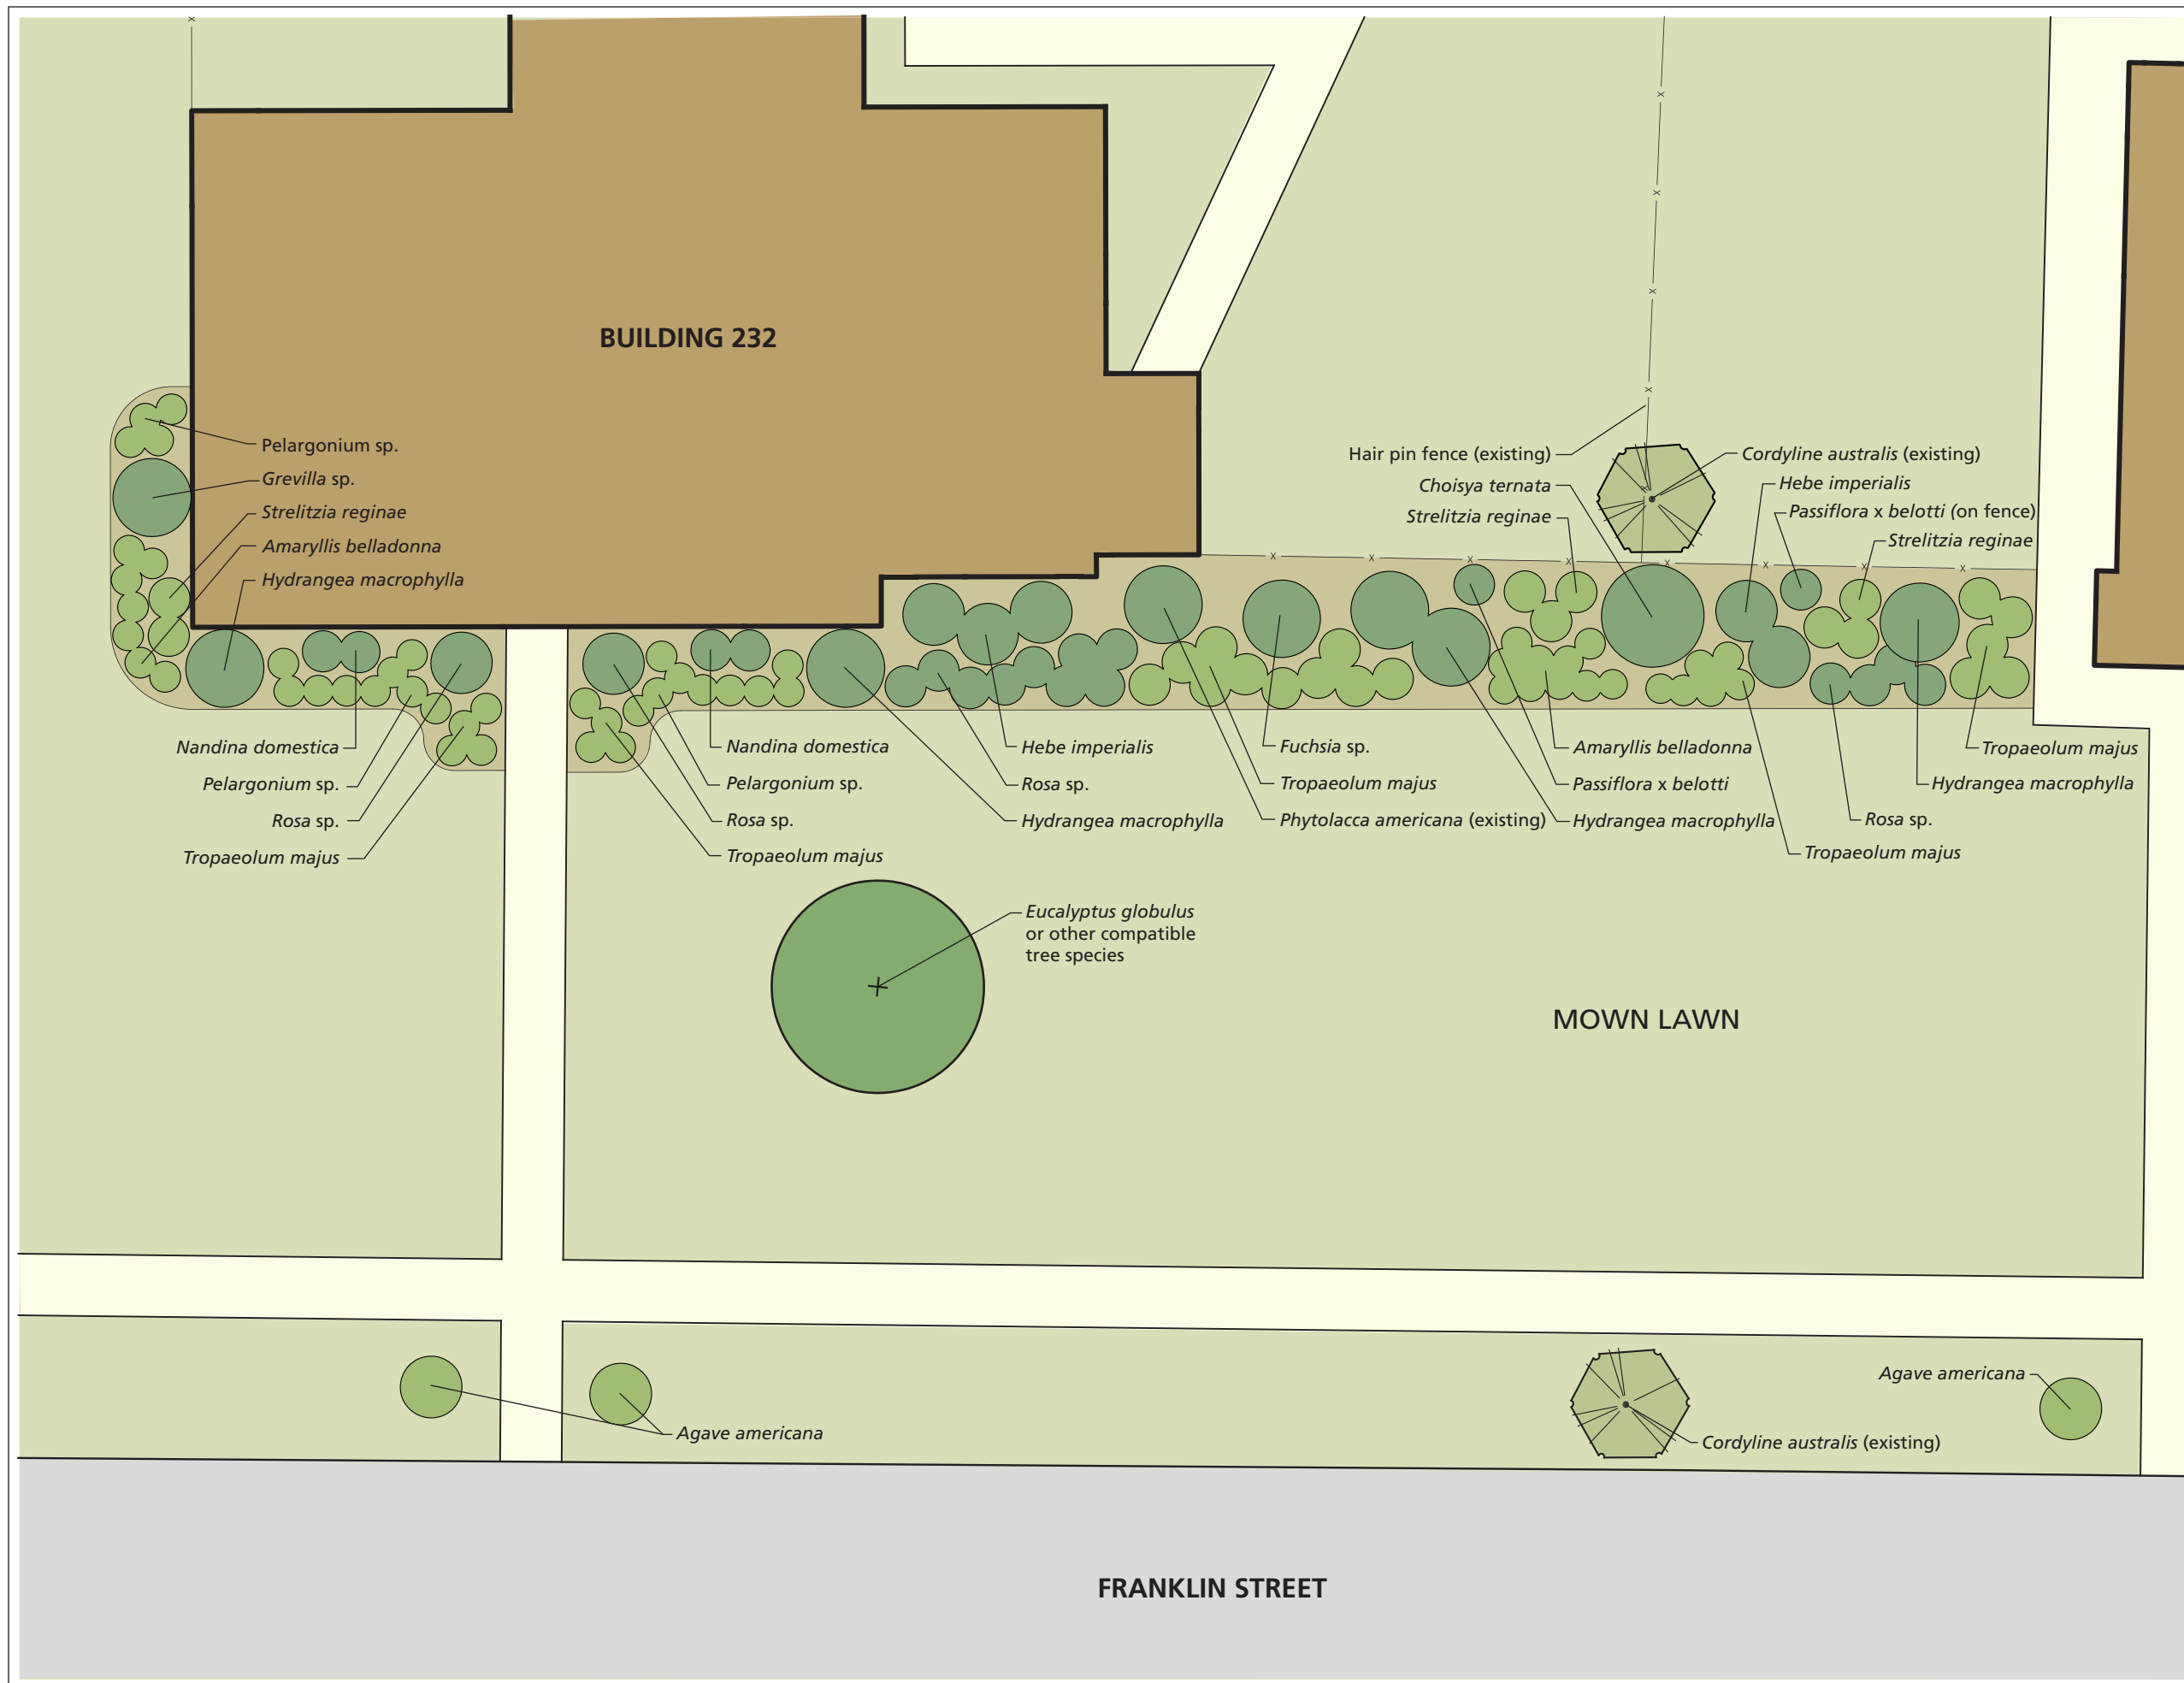 BUILDING 232
Pelargonium sp.
Grevilla sp.
Strelitzia reginae
Amaryllis belladonna
Hydrangea macrophylla
Hair pin fence (existing)
Choisya ternata
Strelitzia reginae
Cordyline australis (existing)
Hebe imperialis
Passiflora x belotti (on fence)
Strelitzia reginae
Nandina domestica
Pelargonium sp.
Rosa sp.
Tropaeolum majus
Nandina domestica
Pelargonium sp.
Rosa sp.
Tropaeolum majus
Hebe imperialis
Rosa sp.
Hydrangea macrophylla
Fuchsia sp.
Tropaeolum majus
Phytolacca americana (existing)
Amaryllis belladonna
Passiflora x belotti
Hydrangea macrophylla
Tropaeolum majus
Hydrangea macrophylla
Rosa sp.
Tropaeolum majus
Eucalyptus globulus
or other compatible
tree species
MOWN LAWN
Agave americana
Agave americana
Cordyline australis (existing)
FRANKLIN STREET